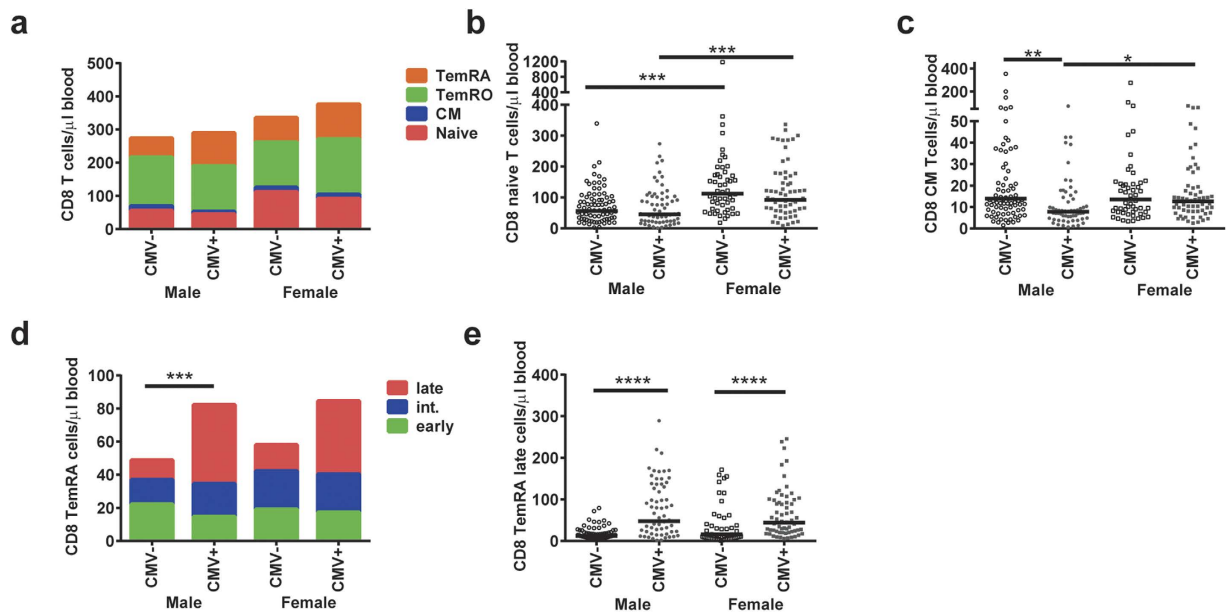 a
CD8 T cells/μl blood
500
400
300
200
100
0
CMV-
CMV+
CMV-
CMV+
Male
Female
TemRA
TemRO
CM
Naive
b
CD8 naive T cells/μl blood
1200
1000
800
600
400
400
300
200
100
0
***
***
CMV-
CMV+
CMV-
CMV+
Male
Female
c
CD8 CM Tcells/μl blood
400
200
50
40
30
20
10
0
**
*
CMV-
CMV+
CMV-
CMV+
Male
Female
d
CD8 TemRA cells/μl blood
100
80
60
40
20
0
***
CMV-
CMV+
CMV-
CMV+
Male
Female
late
int.
early
e
CD8 TemRA late cells/μl blood
400
300
200
100
0
****
****
CMV-
CMV+
CMV-
CMV+
Male
Female